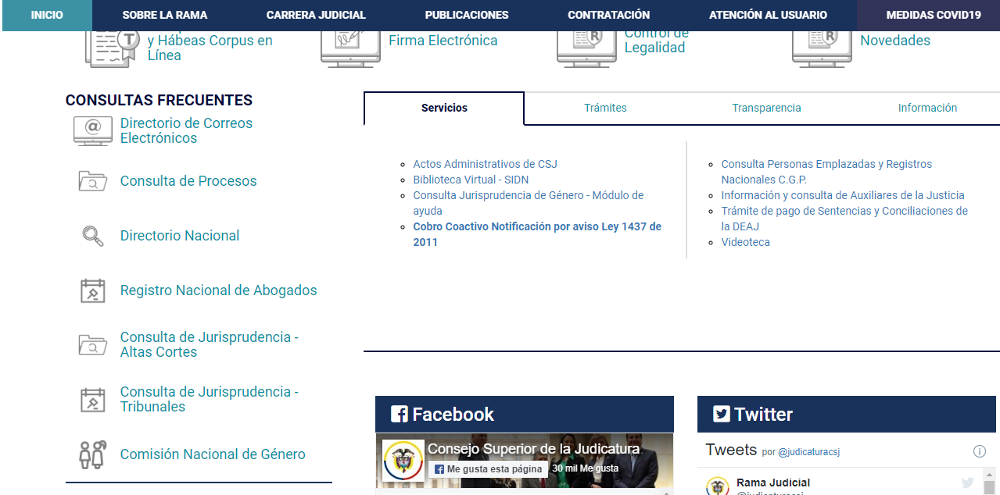 INICIO
SOBRE LA RAMA
CARRERA JUDICIAL
PUBLICACIONES
CONTRATACIÓN
ATENCIÓN AL USUARIO
MEDIDAS COVID19
y Hábeas Corpus en
Línea
Firma Electrónica
Control de
Legalidad
Novedades
CONSULTAS FRECUENTES
Directorio de Correos
Electrónicos
Consulta de Procesos
Directorio Nacional
Registro Nacional de Abogados
Consulta de Jurisprudencia -
Altas Cortes
Consulta de Jurisprudencia -
Tribunales
Comisión Nacional de Género
Servicios
Trámites
Transparencia
Información
Actos Administrativos de CSJ
Biblioteca Virtual - SIDN
Consulta Jurisprudencia de Género - Módulo de
ayuda
Cobro Coactivo Notificación por aviso Ley 1437 de
2011
Consulta Personas Emplazadas y Registros
Nacionales C.G.P.
Información y consulta de Auxiliares de la Justicia
Trámite de pago de Sentencias y Conciliaciones de
la DEAJ
Videoteca
Facebook
Consejo Superior de la Judicatura
Me gusta esta página
30 mil Me gusta
Twitter
Tweets por @judicaturacsj
Rama Judicial
@judicaturacsj